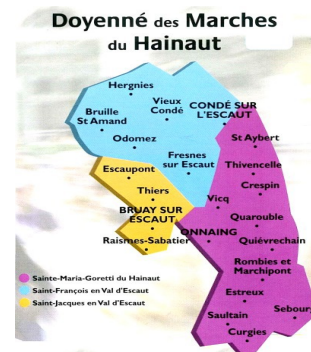 Doyenné des Marches
du Hainaut
Hergnies
Vieux
Condé
CONDÉ SUR
L'ESCAUT
Bruille
St Amand
Odomez
St Aybert
Fresnes
sur Escaut
Thivencelle
Escaupont
Crespin
Thiers
Vicq
BRUAY SUR
ESCAUT
Quarouble
ONNAING
Raismes-Sabatier
Quiévrechain
Rombies et
Marchipont
Sainte-Maria-Goretti du Hainaut
Saint-François en Val d'Escaut
Saint-Jacques en Val d'Escaut
Estreux
Sebourg
Saultain
Curgies